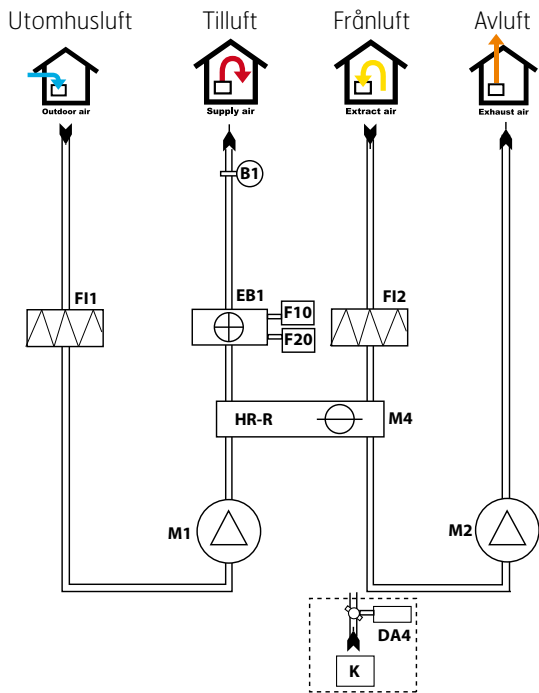 Utomhusluft Tilluft Frånluft Avluft
Outdoor air Supply air Extract air Exhaust air
B1
FI1 EB1 F10 FI2
F20
HR-R M4
M1 M2
DA4
K